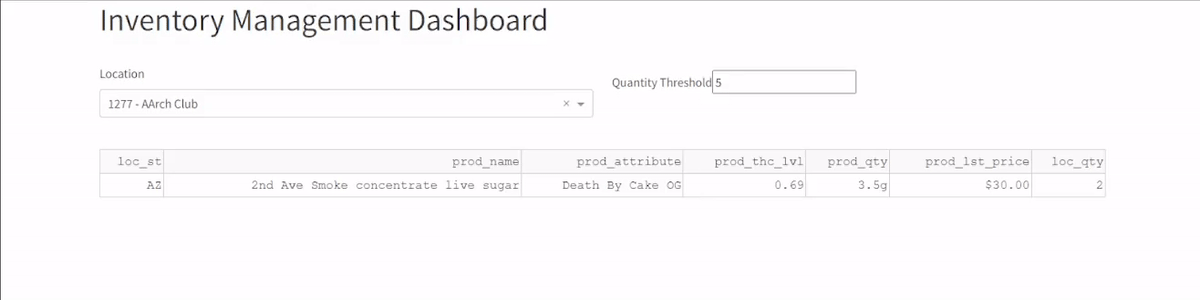 Inventory Management Dashboard
Location
Quantity Threshold 5
1277 - AArch Club × 
loc_st prod_name prod_attribute prod_thc_lvl prod_qty prod_lst_price loc_qty
AZ 2nd Ave Smoke concentrate live sugar Death By Cake OG 0.69 3.5g $30.00 2